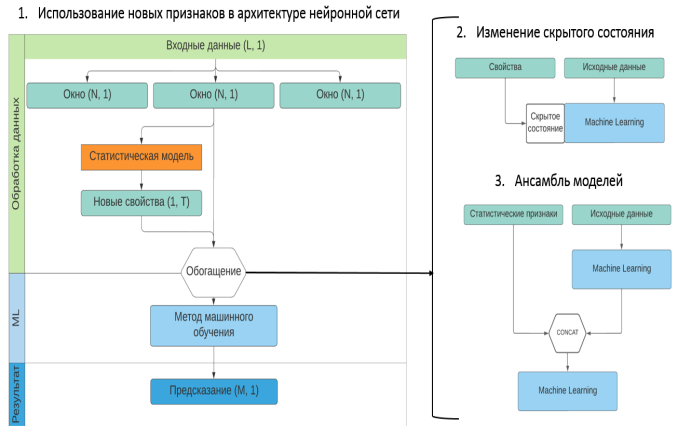 1. Использование новых признаков в архитектуре нейронной сети
Входные данные (L, 1)
Окно (N, 1)
Окно (N, 1)
Окно (N, 1)
Обработка данных
Статистическая модель
Новые свойства (1, T)
Обогащение
ML
Метод машинного
обучения
Результат
Предсказание (M, 1)
2. Изменение скрытого состояния
Свойства
Исходные данные
Скрытое
состояние
Machine Learning
3. Ансамбль моделей
Статистические признаки
Исходные данные
Machine Learning
CONCAT
Machine Learning